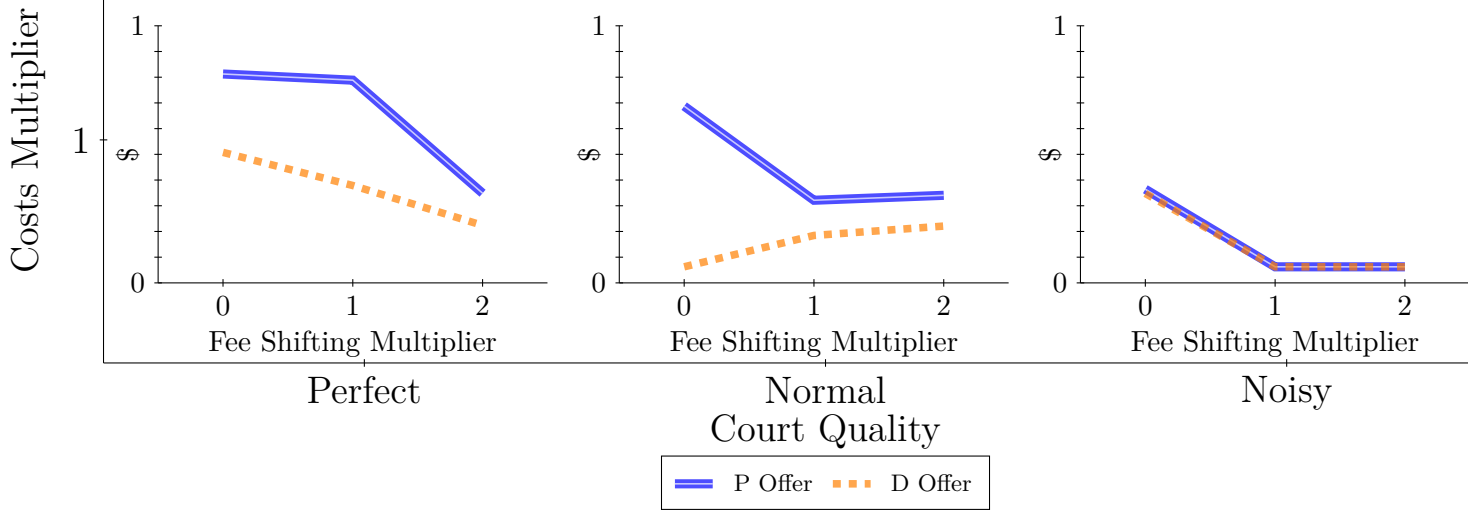 Costs Multiplier
1
1
$
0
0 1 2
Fee Shifting Multiplier
1
$
0
0 1 2
Fee Shifting Multiplier
1
$
0
0 1 2
Fee Shifting Multiplier
Perfect
Normal
Noisy
Court Quality
P Offer
D Offer